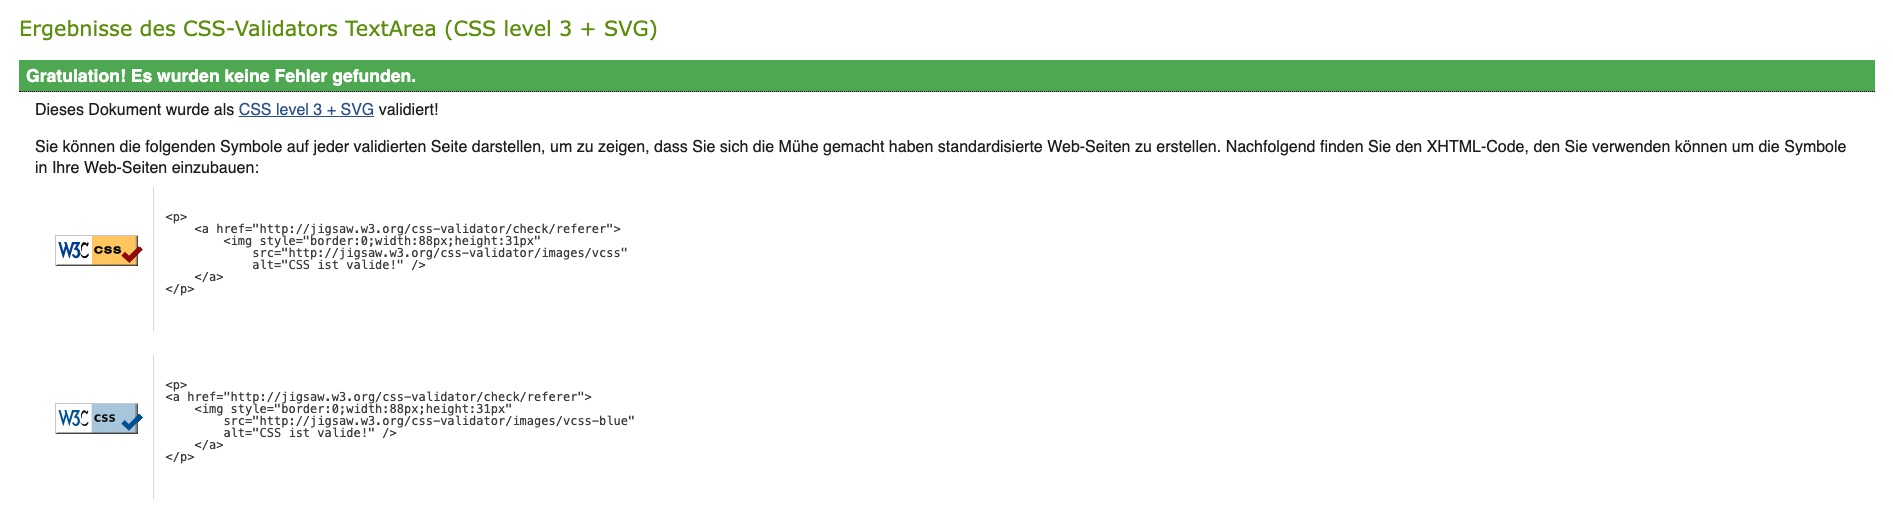 Ergebnisse des CSS-Validators TextArea (CSS level 3 + SVG)
Gratulation! Es wurden keine Fehler gefunden.
Dieses Dokument wurde als CSS level 3 + SVG validiert!
Sie können die folgenden Symbole auf jeder validierten Seite darstellen, um zu zeigen, dass Sie sich die Mühe gemacht haben standardisierte Web-Seiten zu erstellen. Nachfolgend finden Sie den XHTML-Code, den Sie verwenden können um die Symbole
in Ihre Web-Seiten einzubauen:
W3C css
<p>
    <a href="http://jigsaw.w3.org/css-validator/check/referer">
        <img style="border:0;width:88px;height:31px"
            src="http://jigsaw.w3.org/css-validator/images/vcss"
            alt="CSS ist valide!" />
    </a>
</p>
W3C css
<p>
<a href="http://jigsaw.w3.org/css-validator/check/referer">
    <img style="border:0;width:88px;height:31px"
        src="http://jigsaw.w3.org/css-validator/images/vcss-blue"
        alt="CSS ist valide!" />
    </a>
</p>